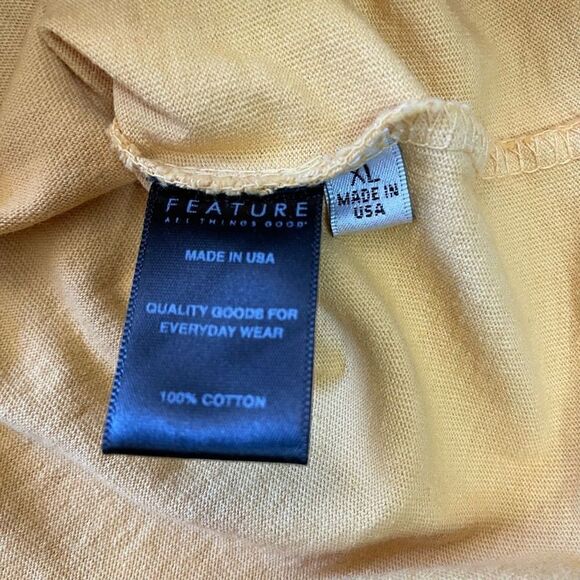 FEATURE
ALL THINGS GOOD
MADE IN USA
QUALITY GOODS FOR
EVERYDAY WEAR
100% COTTON
XL
MADE IN
USA